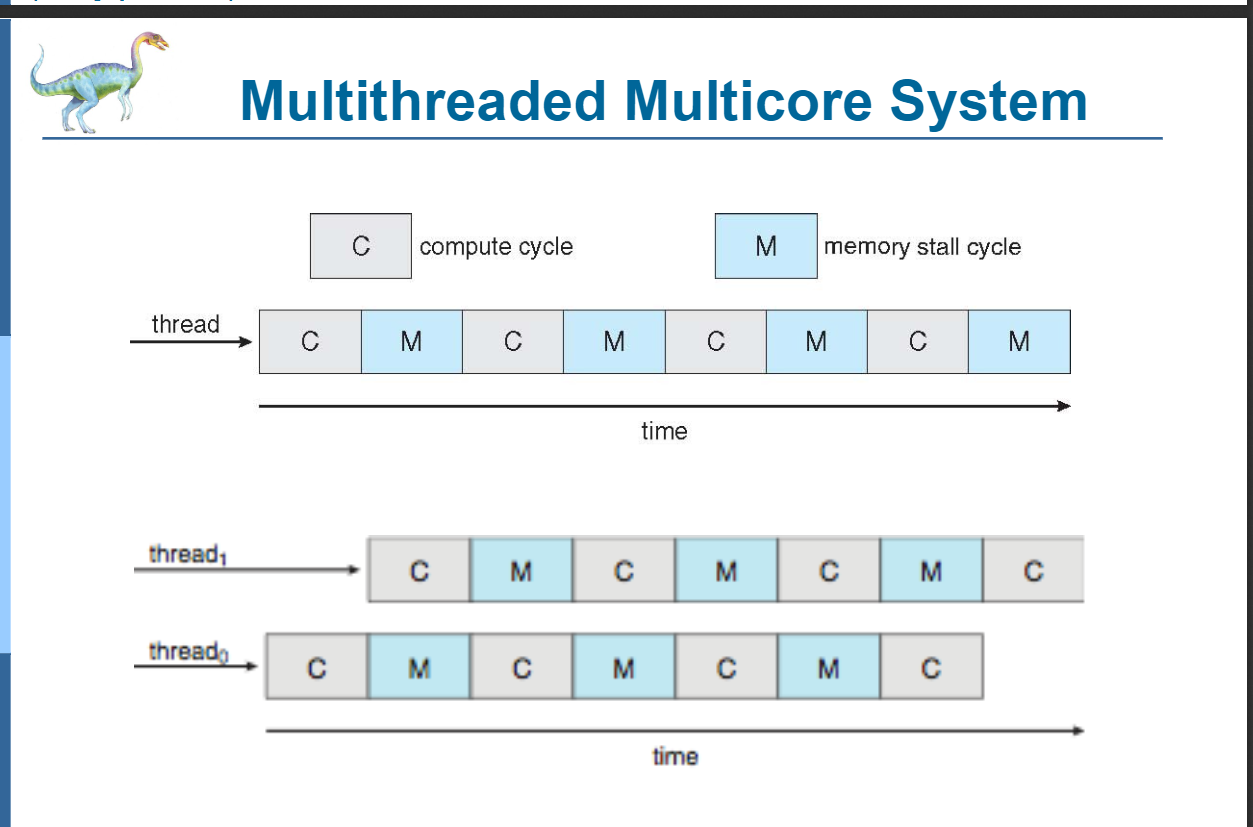 Multithreaded Multicore System
C compute cycle M memory stall cycle
thread C M C M C M C M
time
thread1 C M C M C M C
thread0 C M C M C M C
time